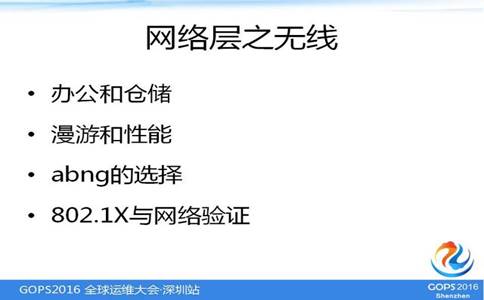 网络层之无线
• 办公和仓储
• 漫游和性能
• abng的选择
• 802.1X与网络验证
GOPS2016 全球运维大会·深圳站
GOPS2016
Shenzhen